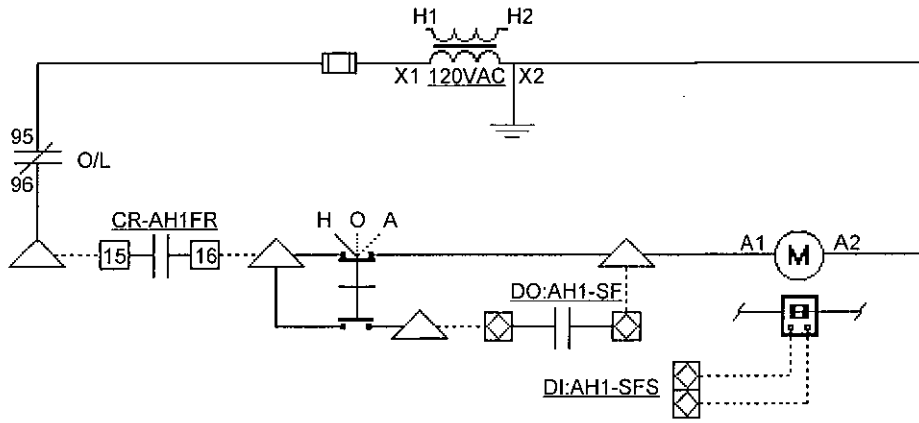 H1 H2
X1 120VAC X2
95
O/L
96
CR-AH1FR
H O A
15 16
A1 M A2
DO:AH1-SF
DI:AH1-SFS